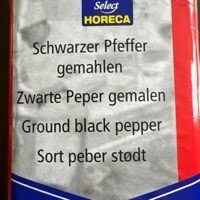 Select
HORECA
Schwarzer Pfeffer
gemahlen
Zwarte Peper gemalen
Ground black pepper
Sort peber stødt